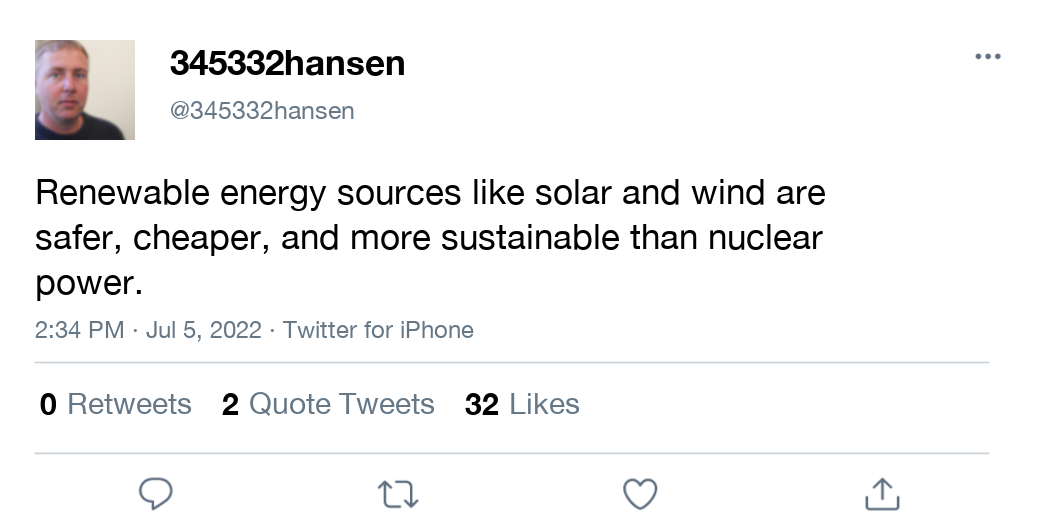 345332hansen
@345332hansen
Renewable energy sources like solar and wind are
safer, cheaper, and more sustainable than nuclear
power.
2:34 PM · Jul 5, 2022 · Twitter for iPhone
0 Retweets 2 Quote Tweets 32 Likes